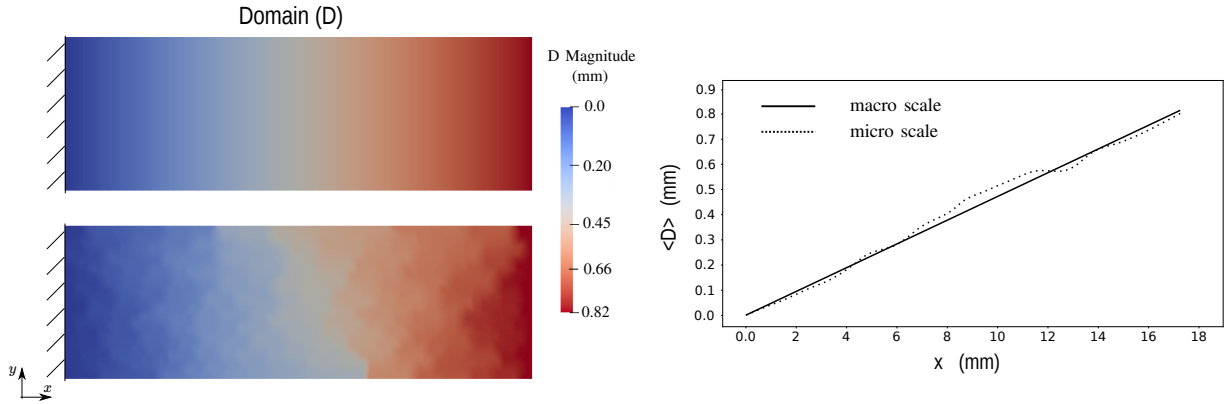 Domain (D)
D Magnitude
(mm)
0.0
0.20
0.45
0.66
0.82
y
x
0.9
0.8
0.7
0.6
0.5
0.4
0.3
0.2
0.1
0.0
<D> (mm)
macro scale
micro scale
0.0 2 4 6 8 10 12 14 16 18
x (mm)